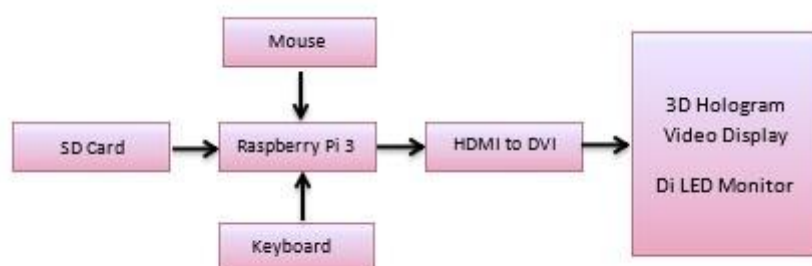 Mouse
SD Card
Raspberry Pi 3
HDMI to DVI
3D Hologram
Video Display
Di LED Monitor
Keyboard